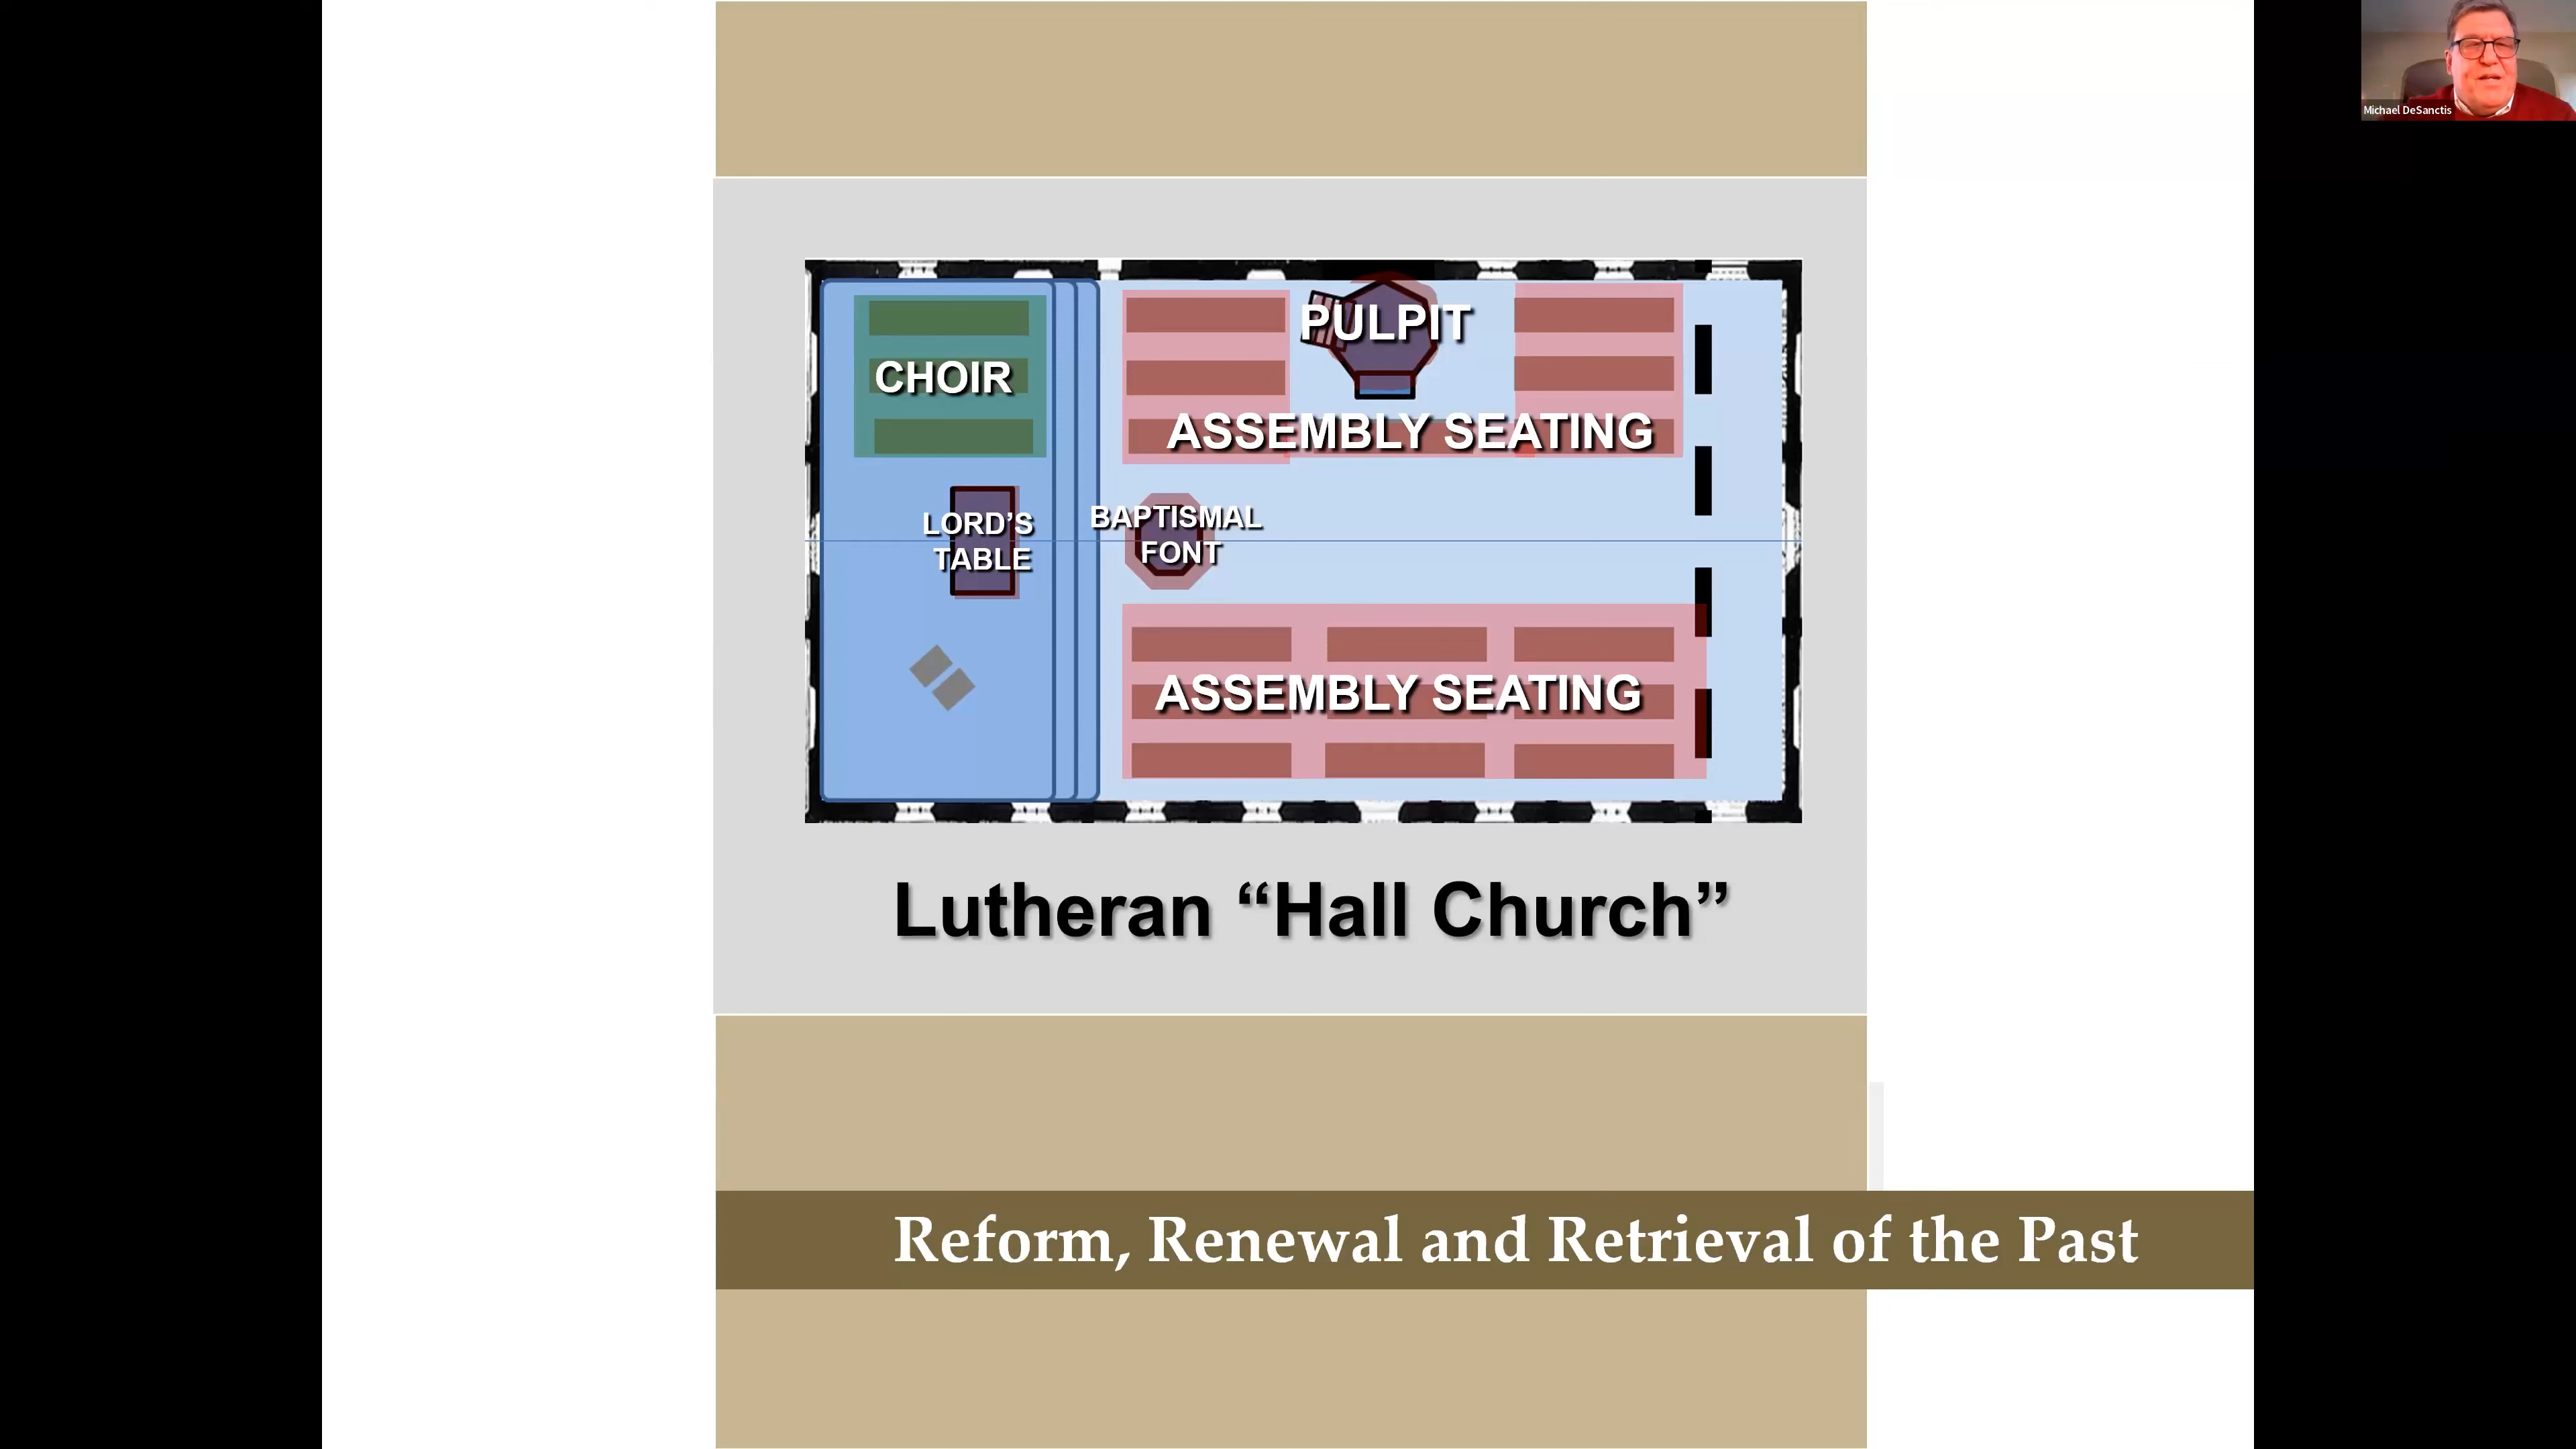 Michael DeSanctis
PULPIT
CHOIR
ASSEMBLY SEATING
LORD’S
TABLE
BAPTISMAL
FONT
ASSEMBLY SEATING
Lutheran “Hall Church”
Reform, Renewal and Retrieval of the Past